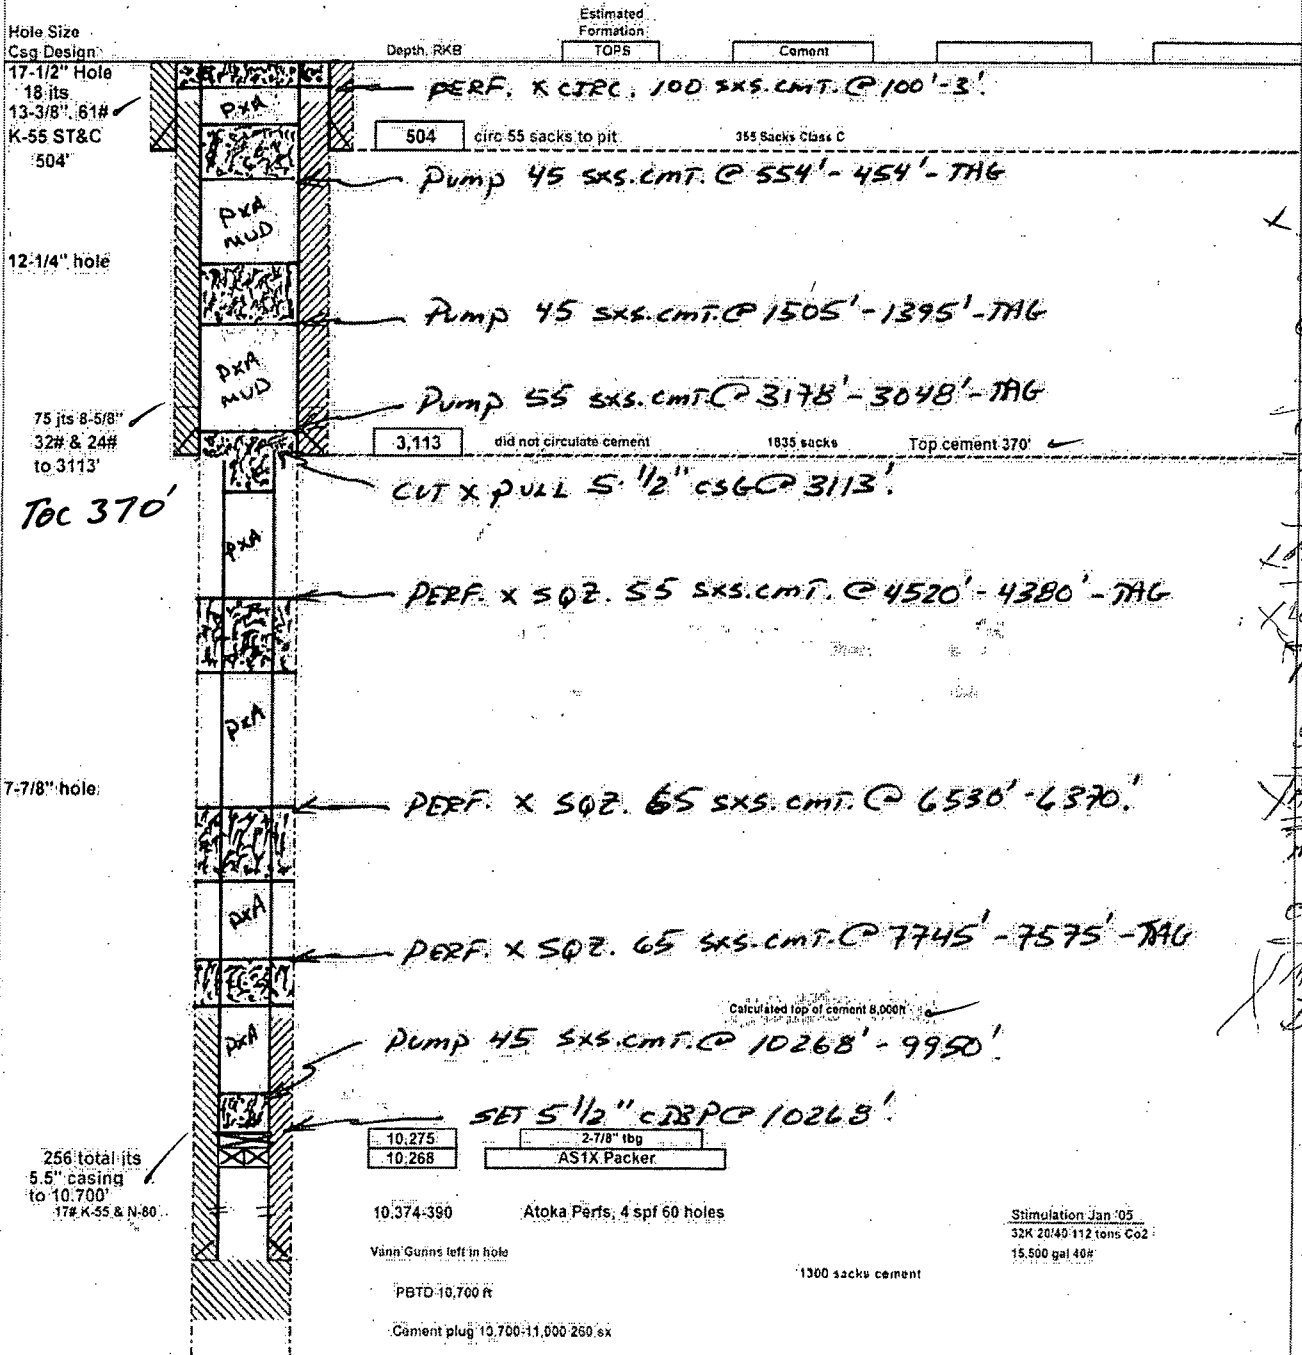 Estimated
Hole Size Formation
Csg Design Depth, RKB TOPS Cement
17-1/2" Hole
18 jts
13-3/8", 61#
K-55 ST&C
504'
PERF. X CIRC. 100 SXS. CMT. @ 100'-3'.
PXA
504 circ 55 sacks to pit 355 Sacks Class C
Pump 45 SXS. CMT. @ 554'-454'-TAG
PXA
MUD
12-1/4" hole
Pump 45 SXS. CMT. @ 1505'-1395'-TAG
PXA
MUD
Pump 55 SXS. CMT. @ 3178'-3048'-TAG
75 jts 8-5/8"
32# & 24#
to 3113'
3,113 did not circulate cement 1835 sacks Top cement 370'
CUT X PULL 5 1/2" CSG @ 3113'.
TOC 370'
PXA
PERF. X SQZ. 55 SXS. CMT. @ 4520'-4380'-TAG
PXA
7-7/8" hole
PERF. X SQZ. 65 SXS. CMT. @ 6530'-6370'.
PXA
PERF. X SQZ. 65 SXS. CMT. @ 7745'-7575'-TAG
Calculated top of cement 8,000ft
PXA
Pump 45 SXS. CMT. @ 10268'-9950'.
SET 5 1/2" CIBP @ 10268'.
10,275 2-7/8" tbg
10,268 AS1X Packer
256 total jts
5.5" casing
to 10,700'
17# K-55 & N-80
10,374-390 Atoka Perfs, 4 spf 60 holes
Stimulation Jan '05
32K 20/40 112 tons Co2
15,500 gal 40#
Vann Gunns left in hole
1300 sacks cement
PBTD 10,700 ft
Cement plug 10,700-11,000 260 sx